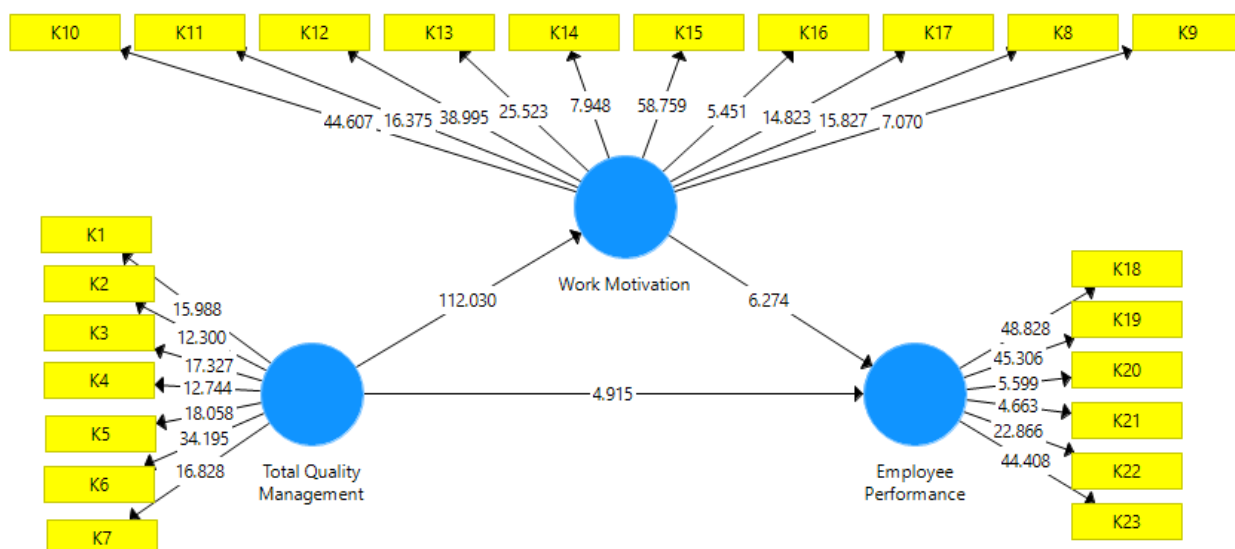 K10 K11 K12 K13 K14 K15 K16 K17 K8 K9
44.607 16.375 38.995 25.523 7.948 58.759 5.451 14.823 15.827 7.070
K1
K2
K3
K4
K5
K6
K7
15.988
12.300
17.327
12.744
18.058
34.195
16.828
Total Quality
Management
112.030
Work Motivation
6.274
4.915
Employee
Performance
48.828
45.306
5.599
4.663
22.866
44.408
K18
K19
K20
K21
K22
K23